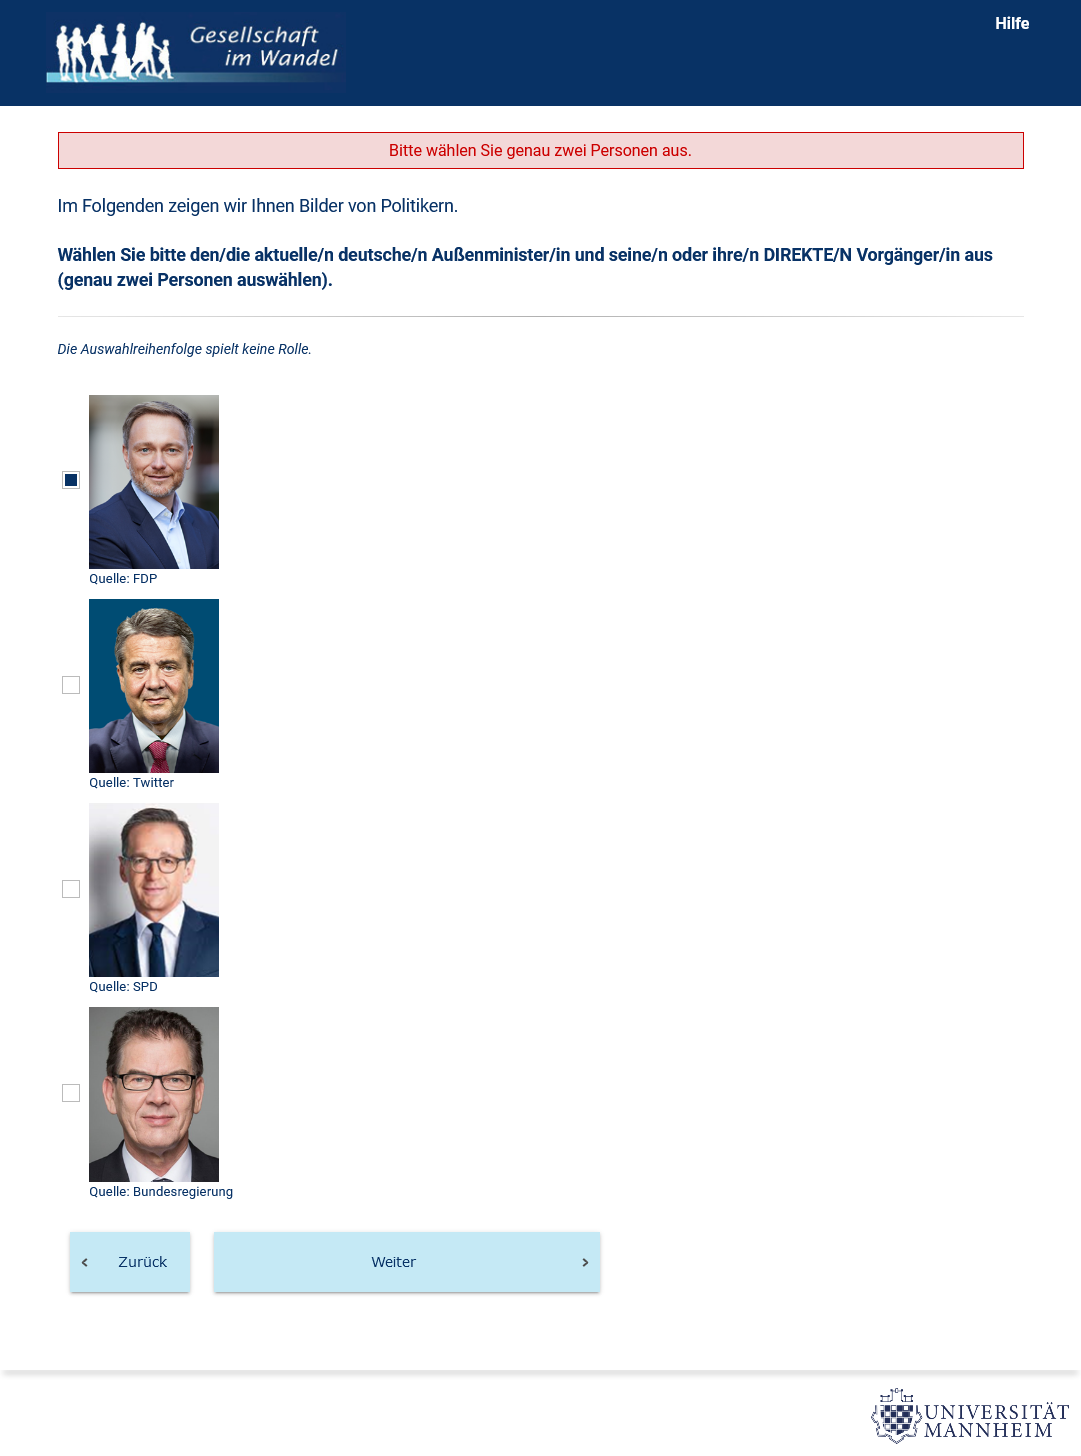 Gesellschaft
im Wandel
Hilfe
Bitte wählen Sie genau zwei Personen aus.
Im Folgenden zeigen wir Ihnen Bilder von Politikern.
Wählen Sie bitte den/die aktuelle/n deutsche/n Außenminister/in und seine/n oder ihre/n DIREKTE/N Vorgänger/in aus
(genau zwei Personen auswählen).
Die Auswahlreihenfolge spielt keine Rolle.
Quelle: FDP
Quelle: Twitter
Quelle: SPD
Quelle: Bundesregierung
Zurück
Weiter
UNIVERSITÄT
MANNHEIM